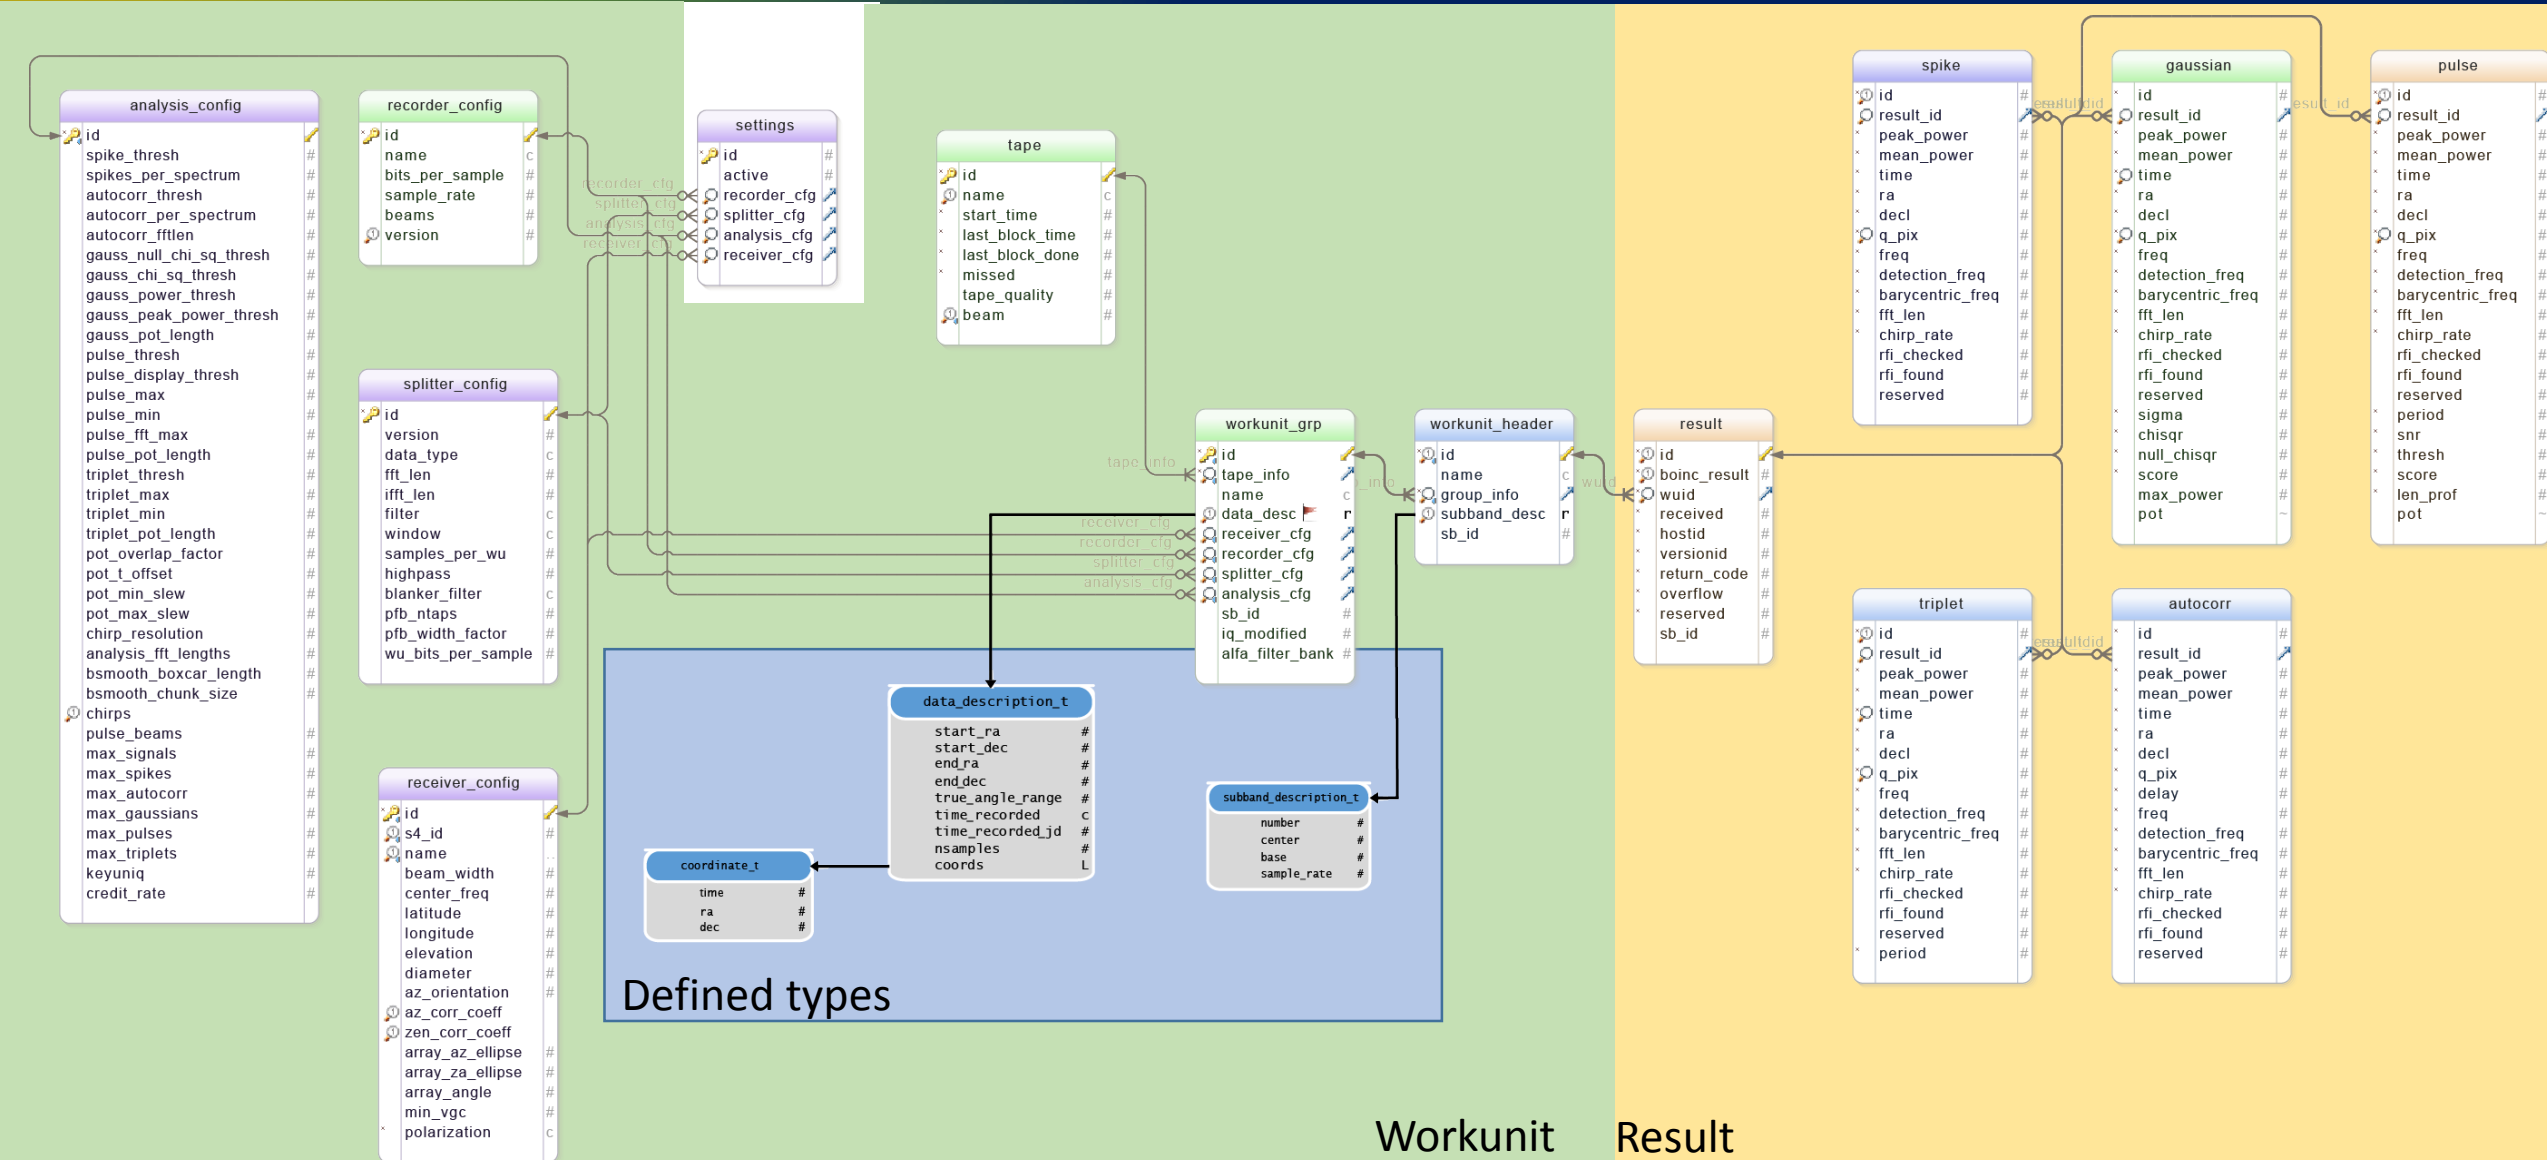 analysis_config
id
spike_thresh #
spikes_per_spectrum #
autocorr_thresh #
autocorr_per_spectrum #
autocorr_fftlen #
gauss_null_chi_sq_thresh #
gauss_chi_sq_thresh #
gauss_power_thresh #
gauss_peak_power_thresh #
gauss_pot_length #
pulse_thresh #
pulse_display_thresh #
pulse_max #
pulse_min #
pulse_fft_max #
pulse_pot_length #
triplet_thresh #
triplet_max #
triplet_min #
triplet_pot_length #
pot_overlap_factor #
pot_t_offset #
pot_min_slew #
pot_max_slew #
chirp_resolution #
analysis_fft_lengths #
bsmooth_boxcar_length #
bsmooth_chunk_size #
chirps
pulse_beams #
max_signals #
max_spikes #
max_autocorr #
max_gaussians #
max_pulses #
max_triplets #
keyuniq #
credit_rate #
recorder_config
id
name c
bits_per_sample #
sample_rate #
beams #
version #
splitter_config
id
version #
data_type c
fft_len #
ifft_len #
filter c
window c
samples_per_wu #
highpass #
blanker_filter c
pfb_ntaps #
pfb_width_factor #
wu_bits_per_sample #
receiver_config
id
s4_id #
name ..
beam_width #
center_freq #
latitude #
longitude #
elevation #
diameter #
az_orientation #
az_corr_coeff
zen_corr_coeff
array_az_ellipse #
array_za_ellipse #
array_angle #
min_vgc #
polarization c
recorder_cfg
splitter_cfg
analysis_cfg
receiver_cfg
settings
id #
active #
recorder_cfg
splitter_cfg
analysis_cfg
receiver_cfg
tape
id
name c
start_time #
last_block_time #
last_block_done #
missed #
tape_quality #
beam #
tape_info
receiver_cfg
recorder_cfg
splitter_cfg
analysis_cfg
workunit_grp
id
tape_info
name c
data_desc r
receiver_cfg
recorder_cfg
splitter_cfg
analysis_cfg
sb_id #
iq_modified #
alfa_filter_bank #
_info
workunit_header
id
name c
group_info
subband_desc r
sb_id #
data_description_t
start_ra #
start_dec #
end_ra #
end_dec #
true_angle_range #
time_recorded c
time_recorded_jd #
nsamples #
coords L
coordinate_t
time #
ra #
dec #
subband_description_t
number #
center #
base #
sample_rate #
Defined types
Workunit
wuid
result
id
boinc_result #
wuid
received #
hostid #
versionid #
return_code #
overflow #
reserved #
sb_id #
spike
id #
result_id
peak_power #
mean_power #
time #
ra #
decl #
q_pix #
freq #
detection_freq #
barycentric_freq #
fft_len #
chirp_rate #
rfi_checked #
rfi_found #
reserved #
gaussian
id #
result_id
peak_power #
mean_power #
time #
ra #
decl #
q_pix #
freq #
detection_freq #
barycentric_freq #
fft_len #
chirp_rate #
rfi_checked #
rfi_found #
reserved #
sigma #
chisqr #
null_chisqr #
score #
max_power #
pot ~
esult_id
pulse
id #
result_id
peak_power #
mean_power #
time #
ra #
decl #
q_pix #
freq #
detection_freq #
barycentric_freq #
fft_len #
chirp_rate #
rfi_checked #
rfi_found #
reserved #
period #
snr #
thresh #
score #
len_prof #
pot ~
triplet
id #
result_id
peak_power #
mean_power #
time #
ra #
decl #
q_pix #
freq #
detection_freq #
barycentric_freq #
fft_len #
chirp_rate #
rfi_checked #
rfi_found #
reserved #
period #
autocorr
id #
result_id
peak_power #
mean_power #
time #
ra #
decl #
q_pix #
delay #
freq #
detection_freq #
barycentric_freq #
fft_len #
chirp_rate #
rfi_checked #
rfi_found #
reserved #
Result